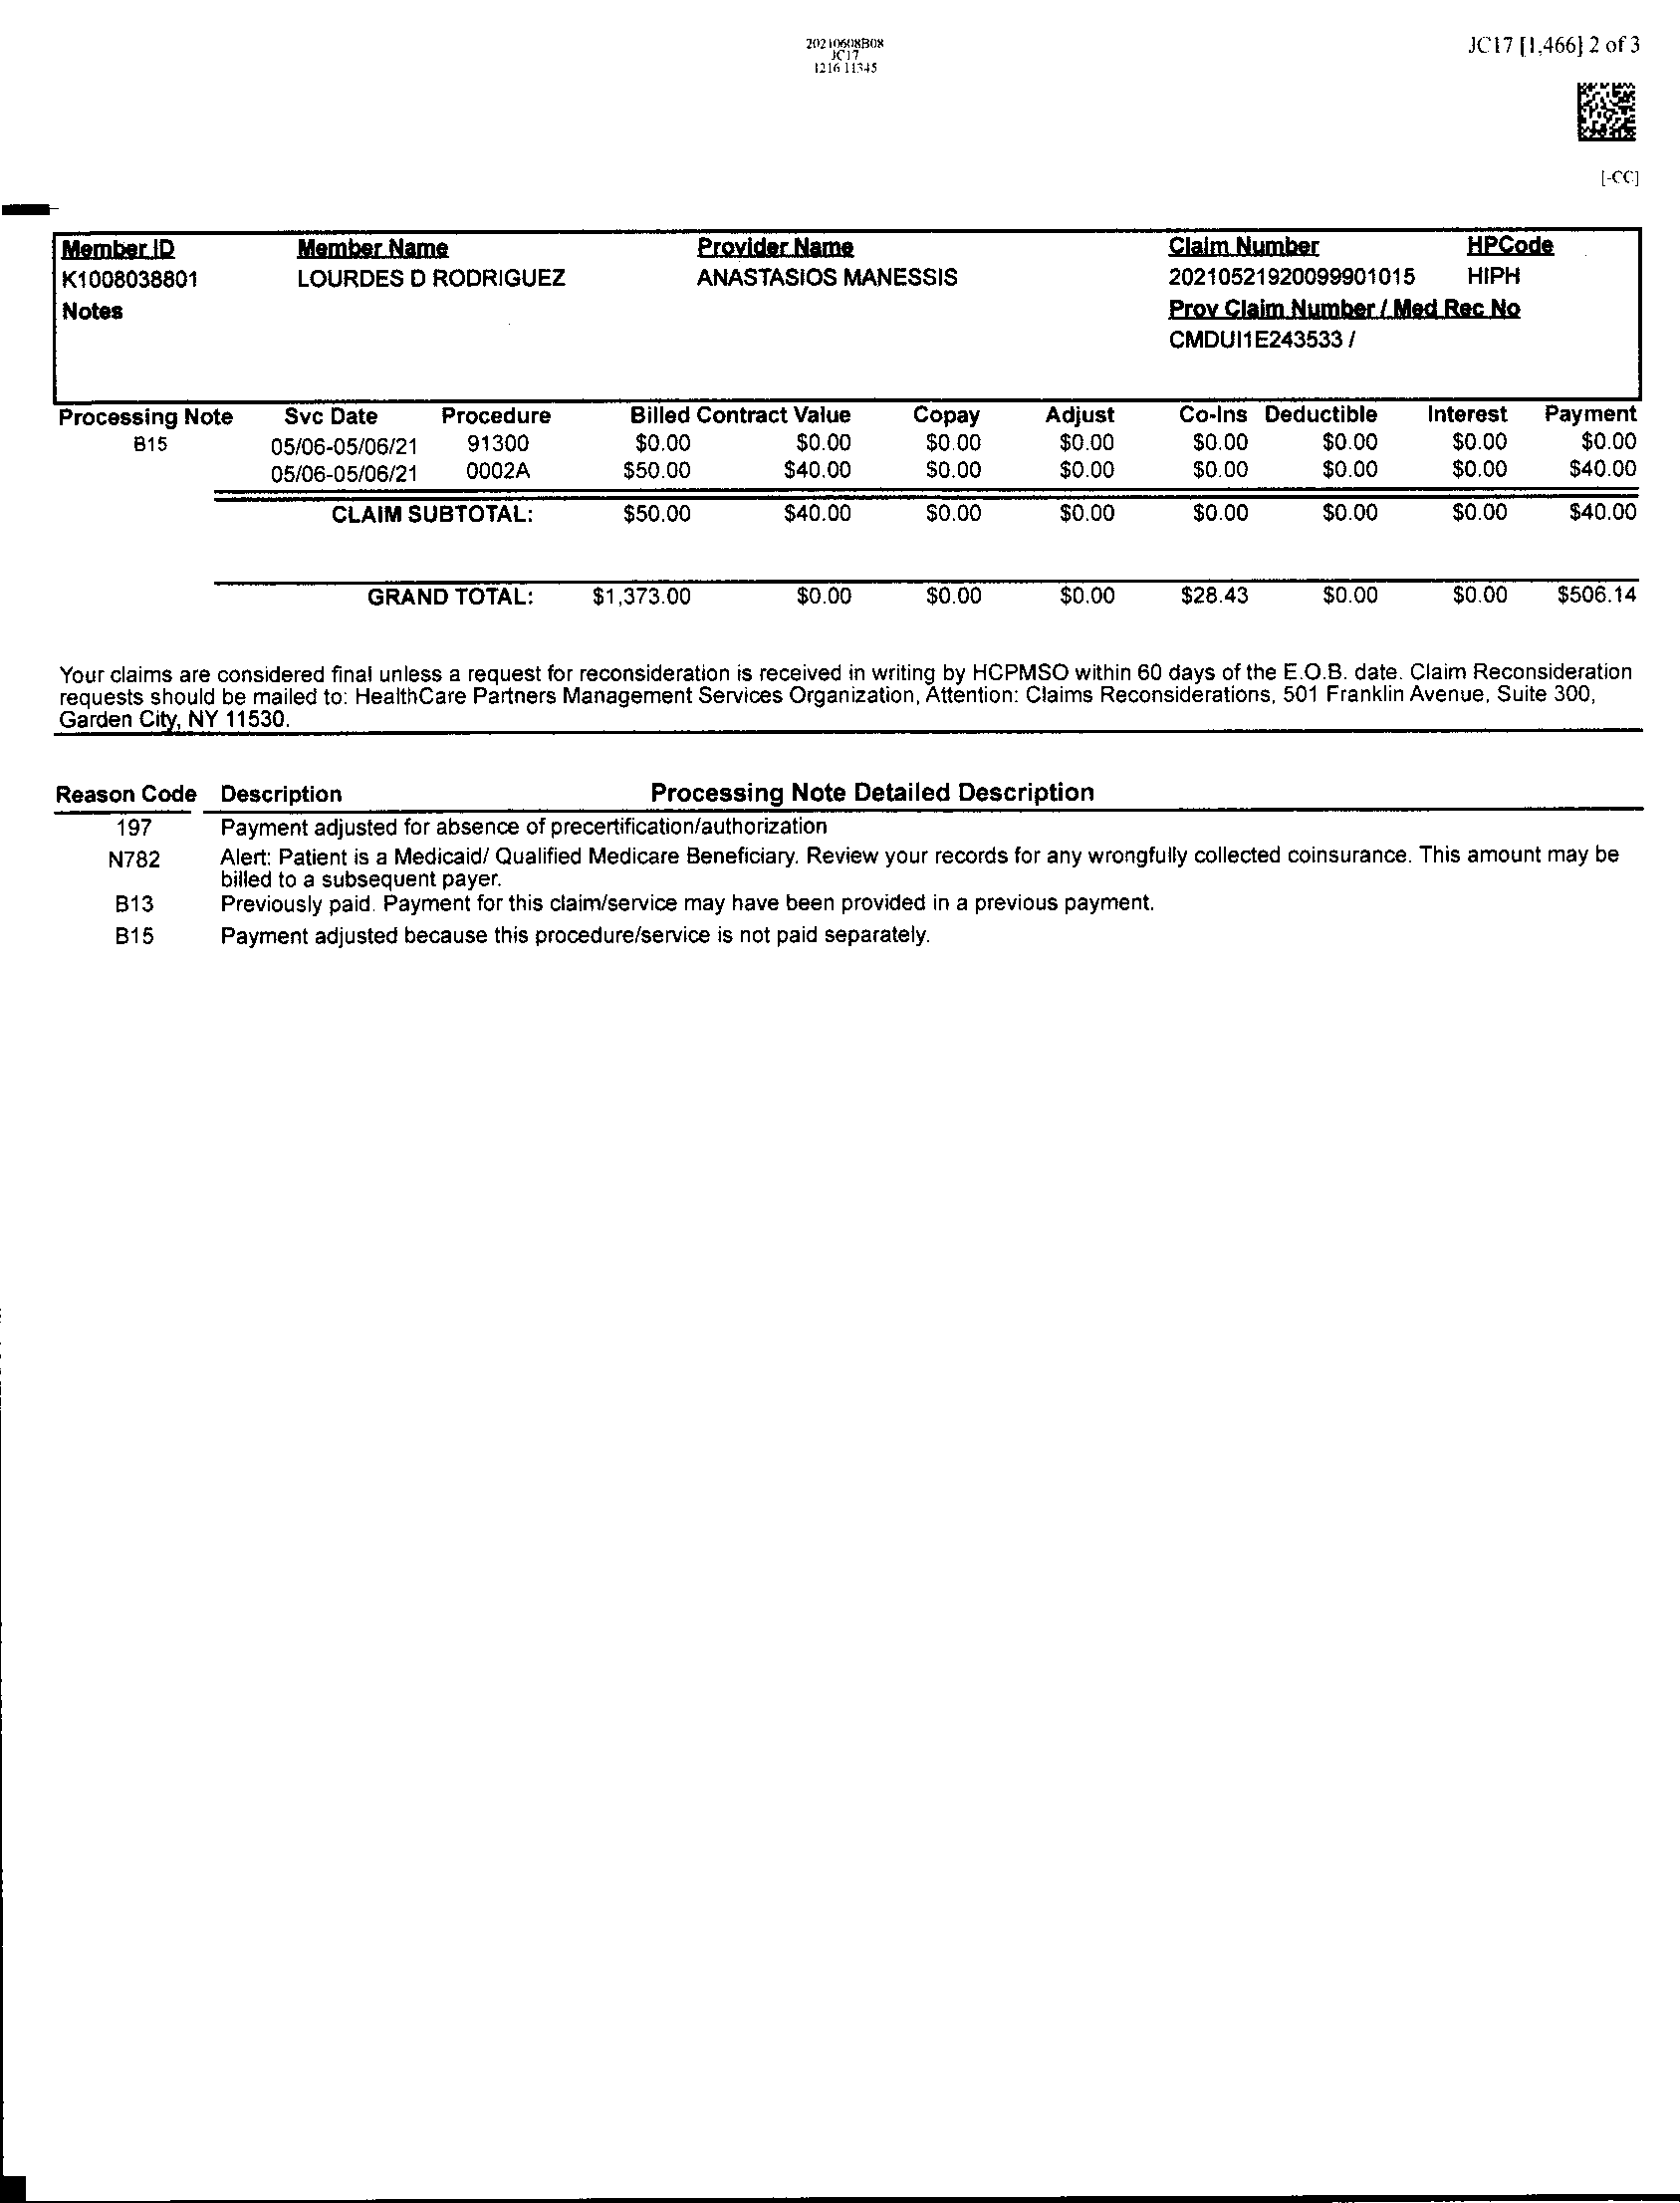 20210608B08
JC17
1216 11345
JC17 [1,466] 2 of 3
[-CC]
Member ID Member Name Provider Name Claim Number HPCode
K1008038801 LOURDES D RODRIGUEZ ANASTASIOS MANESSIS 20210521920099901015 HIPH
Notes Prov Claim Number / Med Rec No
CMDUI1E243533 /
Processing Note Svc Date Procedure Billed Contract Value Copay Adjust Co-Ins Deductible Interest Payment
B15 05/06-05/06/21 91300 $0.00 $0.00 $0.00 $0.00 $0.00 $0.00 $0.00 $0.00
05/06-05/06/21 0002A $50.00 $40.00 $0.00 $0.00 $0.00 $0.00 $0.00 $40.00
CLAIM SUBTOTAL: $50.00 $40.00 $0.00 $0.00 $0.00 $0.00 $0.00 $40.00
GRAND TOTAL: $1,373.00 $0.00 $0.00 $0.00 $28.43 $0.00 $0.00 $506.14
Your claims are considered final unless a request for reconsideration is received in writing by HCPMSO within 60 days of the E.O.B. date. Claim Reconsideration
requests should be mailed to: HealthCare Partners Management Services Organization, Attention: Claims Reconsiderations, 501 Franklin Avenue, Suite 300,
Garden City, NY 11530.
Reason Code Description Processing Note Detailed Description
197 Payment adjusted for absence of precertification/authorization
N782 Alert: Patient is a Medicaid/ Qualified Medicare Beneficiary. Review your records for any wrongfully collected coinsurance. This amount may be
billed to a subsequent payer.
B13 Previously paid. Payment for this claim/service may have been provided in a previous payment.
B15 Payment adjusted because this procedure/service is not paid separately.